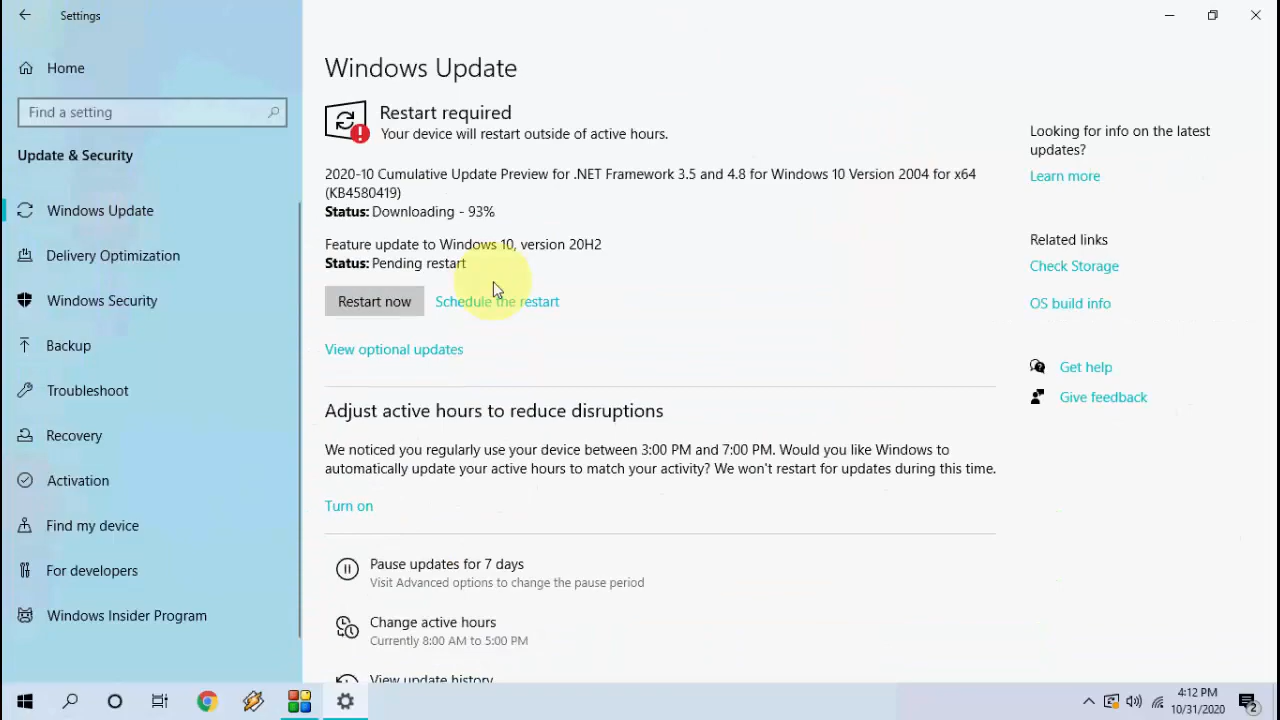 Settings
Home
Find a setting
Update & Security
Windows Update
Delivery Optimization
Windows Security
Backup
Troubleshoot
Recovery
Activation
Find my device
For developers
Windows Insider Program
Windows Update
Restart required
Your device will restart outside of active hours.
2020-10 Cumulative Update Preview for .NET Framework 3.5 and 4.8 for Windows 10 Version 2004 for x64
(KB4580419)
Status: Downloading - 93%
Feature update to Windows 10, version 20H2
Status: Pending restart
Restart now
Schedule the restart
View optional updates
Adjust active hours to reduce disruptions
We noticed you regularly use your device between 3:00 PM and 7:00 PM. Would you like Windows to
automatically update your active hours to match your activity? We won't restart for updates during this time.
Turn on
Pause updates for 7 days
Visit Advanced options to change the pause period
Change active hours
Currently 8:00 AM to 5:00 PM
View update history
Looking for info on the latest
updates?
Learn more
Related links
Check Storage
OS build info
Get help
Give feedback
4:12 PM
10/31/2020
2